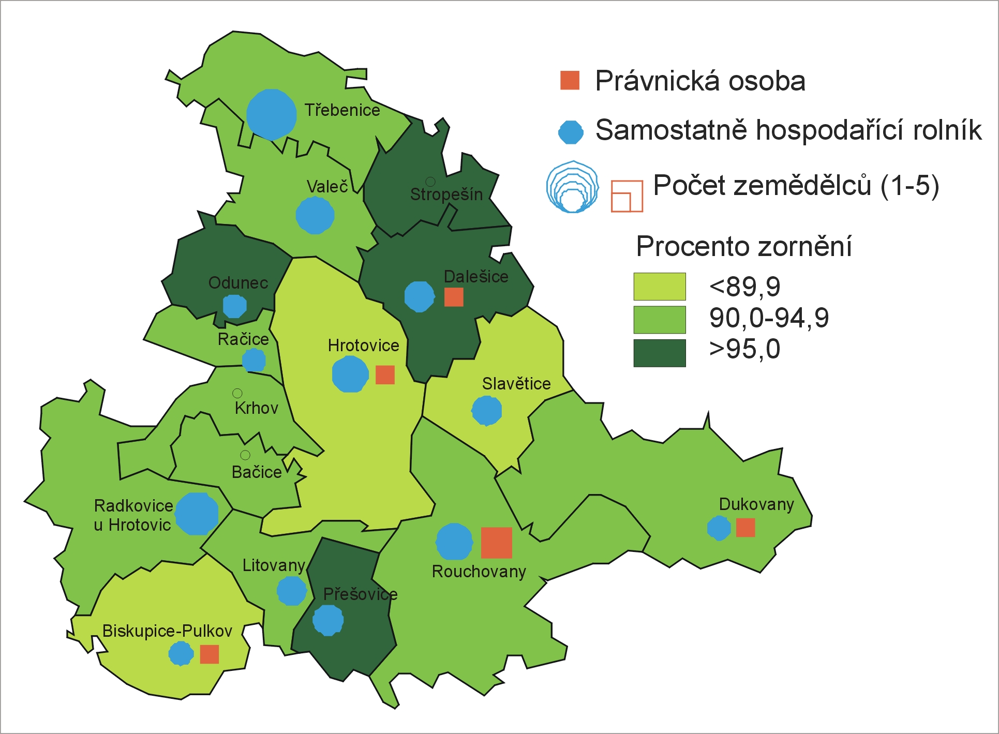 Právnická osoba
Samostatně hospodařící rolník
Počet zemědělců (1-5)
Procento zornění
<89,9
90,0-94,9
>95,0
Třebenice
Valeč
Stropešín
Odunec
Dalešice
Račice
Hrotovice
Slavětice
Krhov
Bačice
Radkovice
u Hrotovic
Dukovany
Litovany
Rouchovany
Přešovice
Biskupice-Pulkov